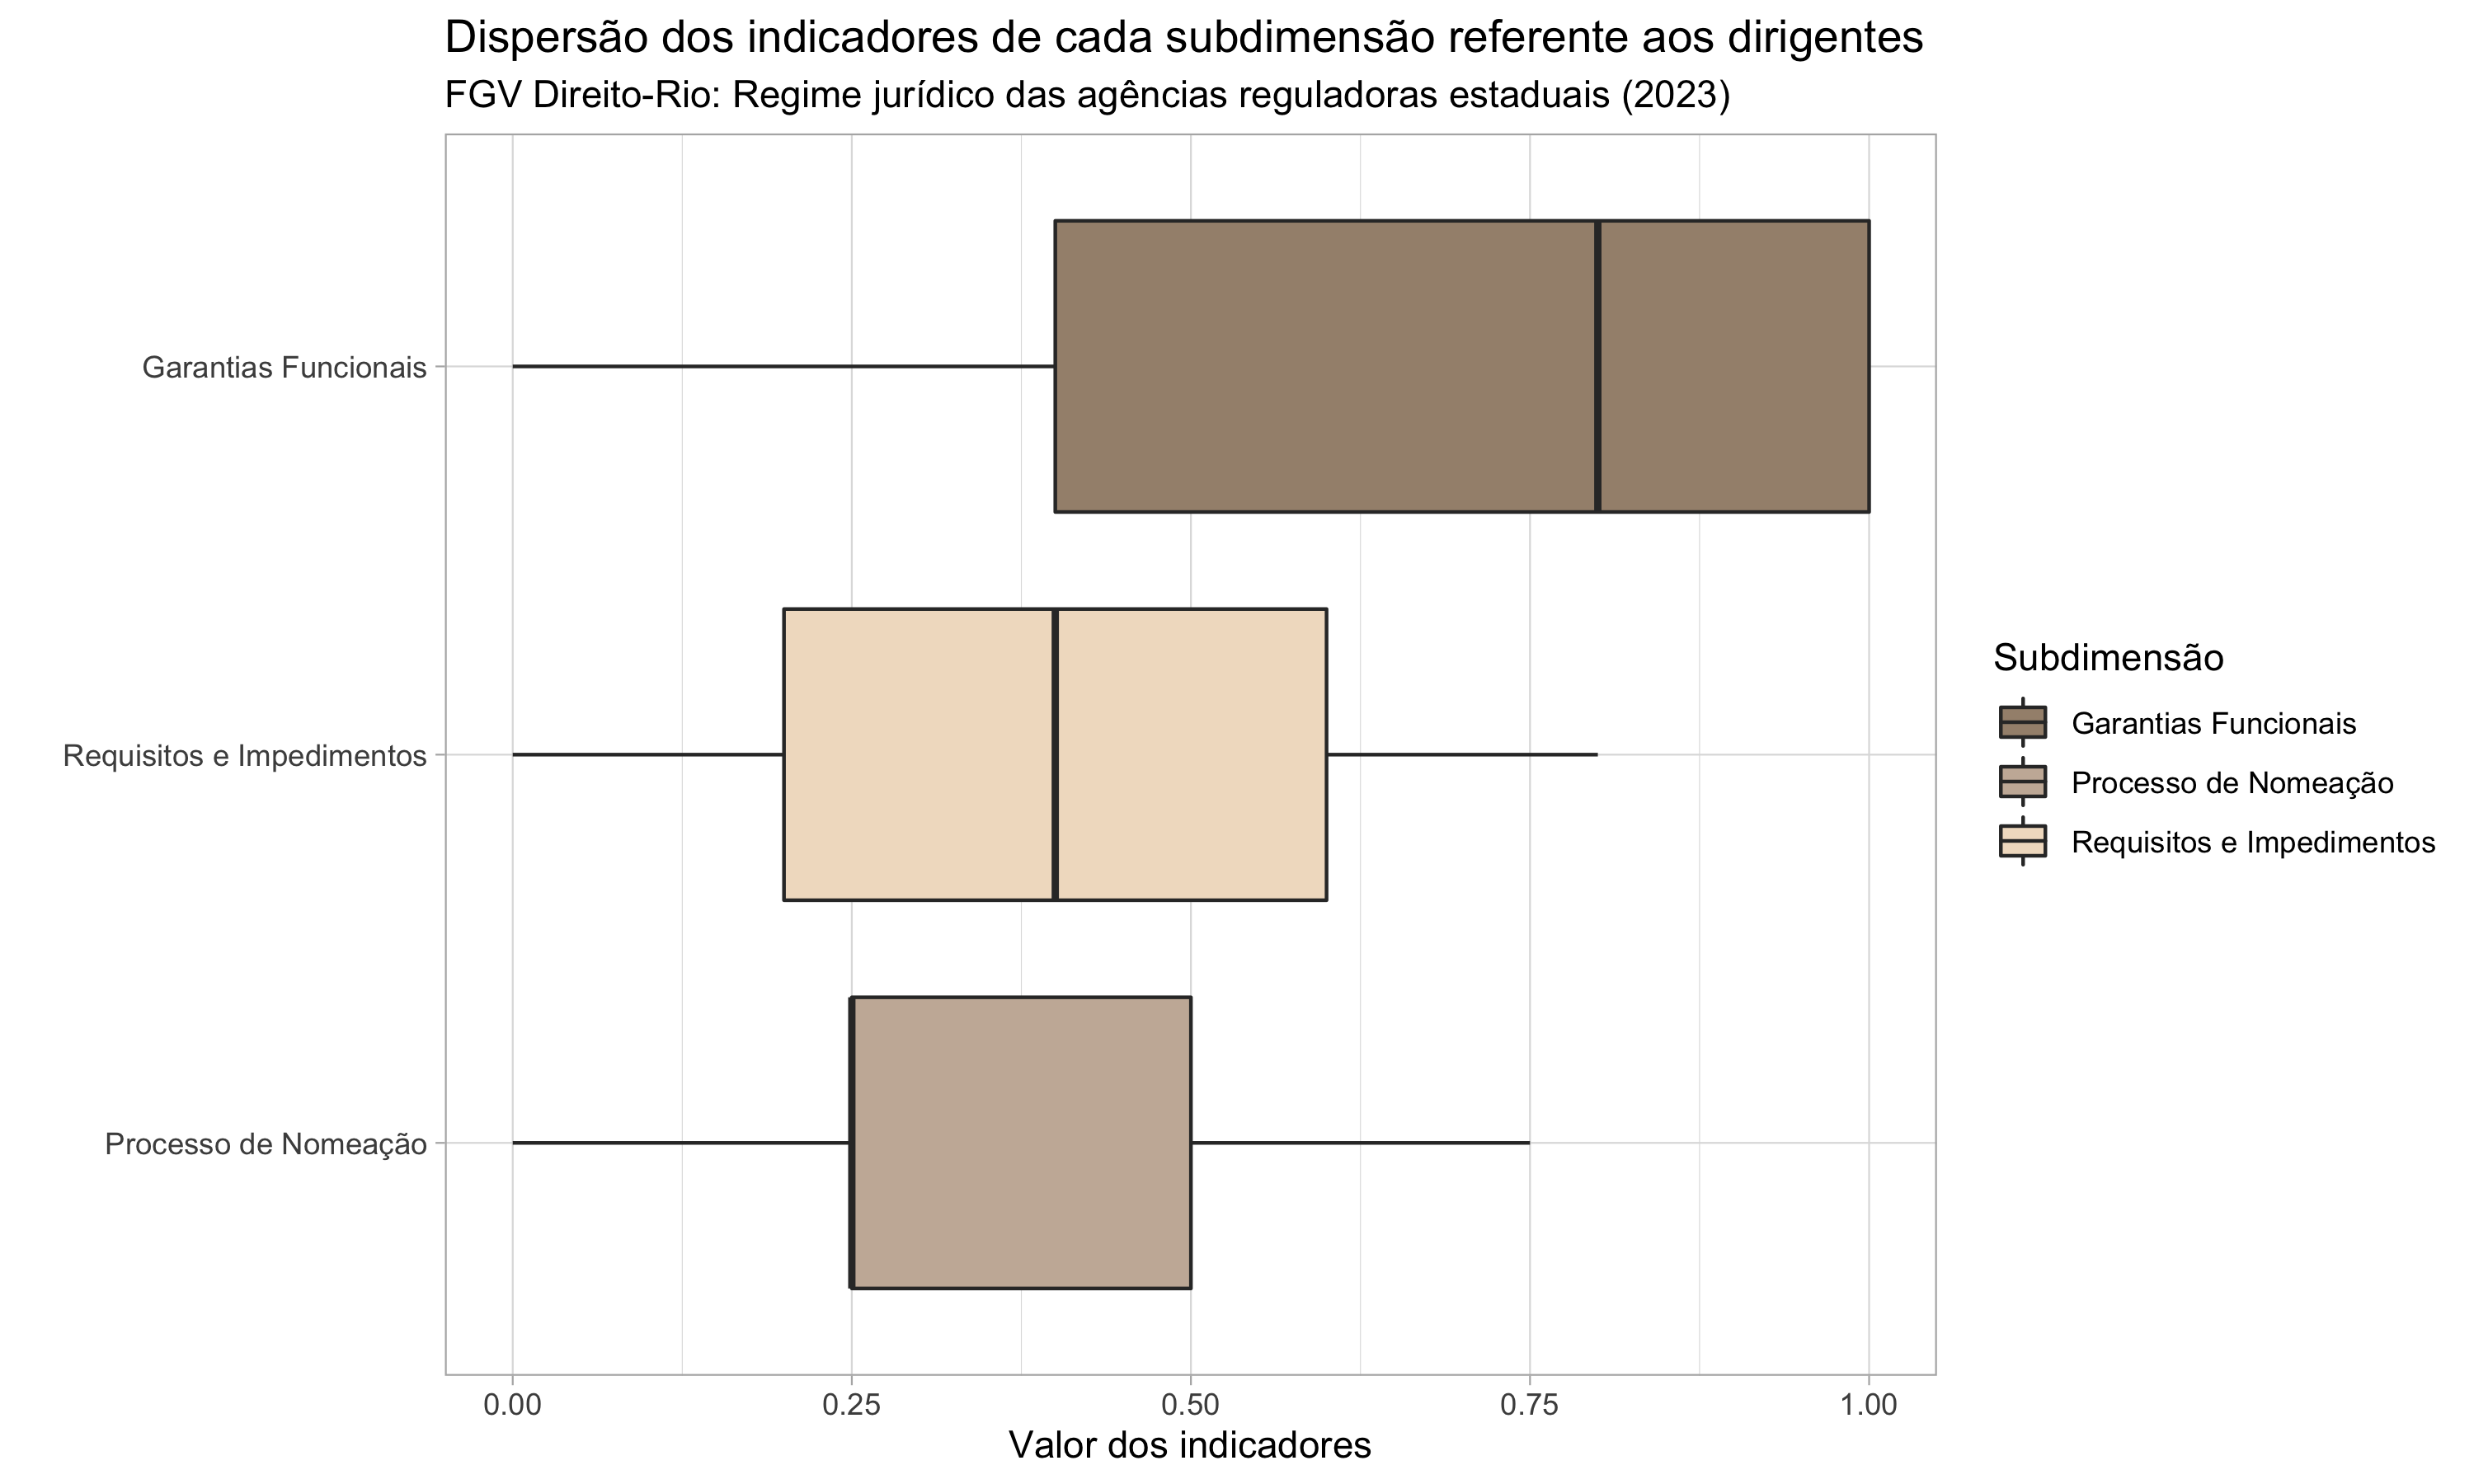 Dispersão dos indicadores de cada subdimensão referente aos dirigentes
FGV Direito-Rio: Regime jurídico das agências reguladoras estaduais (2023)
Garantias Funcionais
Requisitos e Impedimentos
Processo de Nomeação
0.00
0.25
0.50
0.75
1.00
Valor dos indicadores
Subdimensão
Garantias Funcionais
Processo de Nomeação
Requisitos e Impedimentos